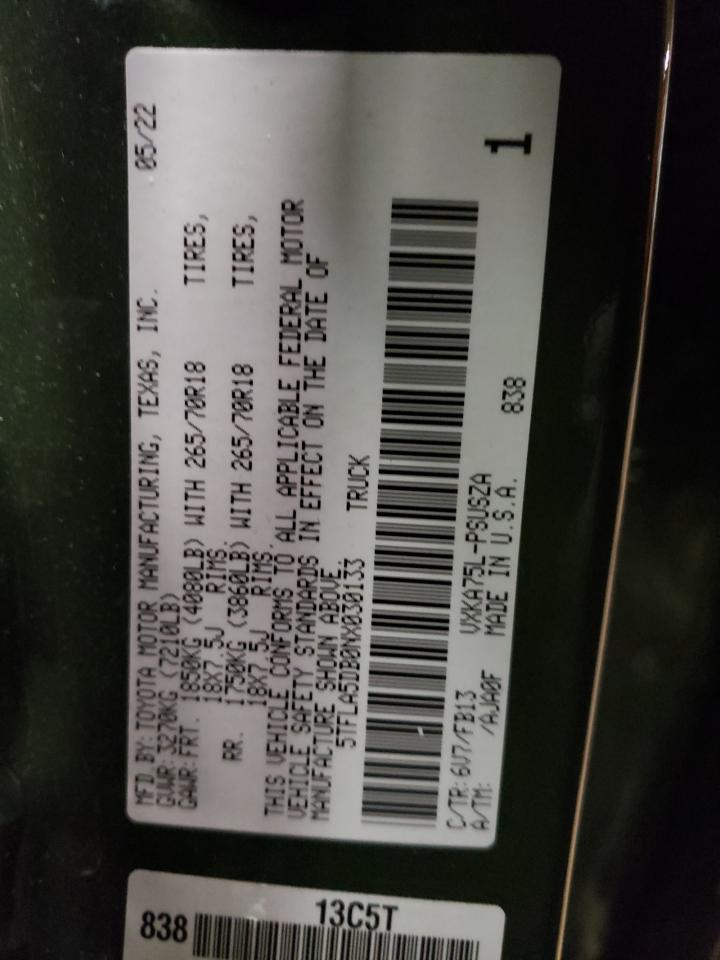 MFD BY: TOYOTA MOTOR MANUFACTURING, TEXAS, INC. 05/22
GVWR: 3270KG (7210LB)
GAWR: FRT. 1850KG (4080LB) WITH 265/70R18 TIRES,
18X7.5J RIMS.
RR. 1750KG (3860LB) WITH 265/70R18 TIRES,
18X7.5J RIMS.
THIS VEHICLE CONFORMS TO ALL APPLICABLE FEDERAL MOTOR
VEHICLE SAFETY STANDARDS IN EFFECT ON THE DATE OF
MANUFACTURE SHOWN ABOVE.
5TFLA5DB0NX030133 TRUCK
C/TR: 6V7/FB13 VXKA75L-PSUSZA
A/TM: /AJA0F MADE IN U.S.A. 838 1
838 13C5T